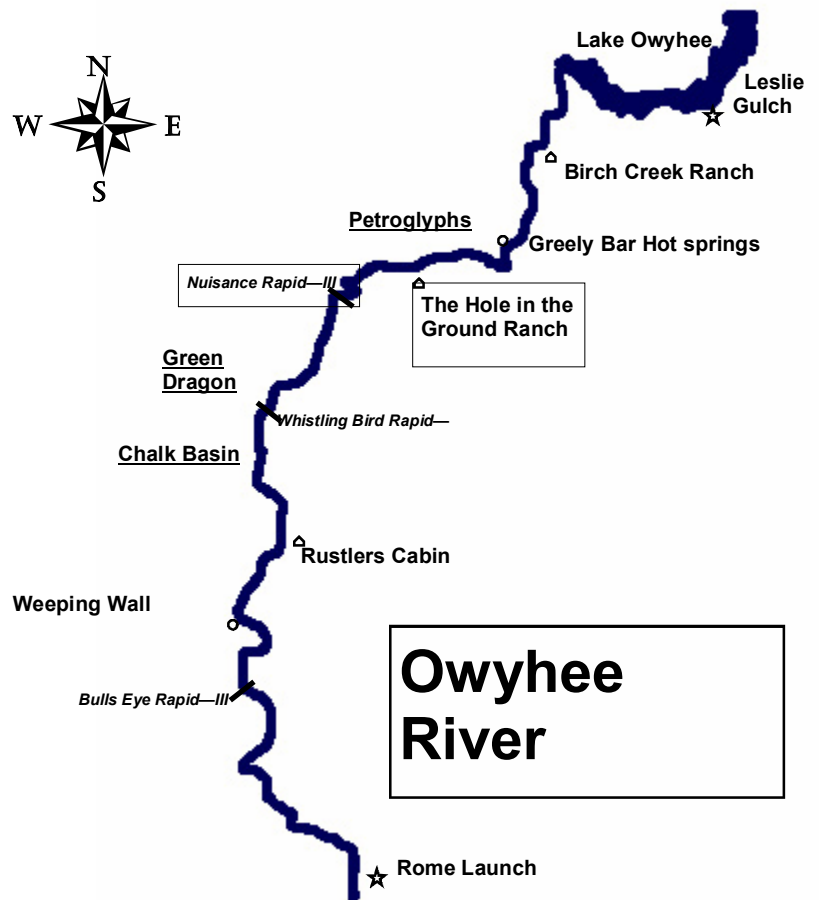 Lake Owyhee
N
Leslie
Gulch
W
E
S
Birch Creek Ranch
Petroglyphs
Greely Bar Hot springs
Nuisance Rapid—III
The Hole in the
Ground Ranch
Green
Dragon
Whistling Bird Rapid—
Chalk Basin
Rustlers Cabin
Weeping Wall
Owyhee
River
Bulls Eye Rapid—III
Rome Launch